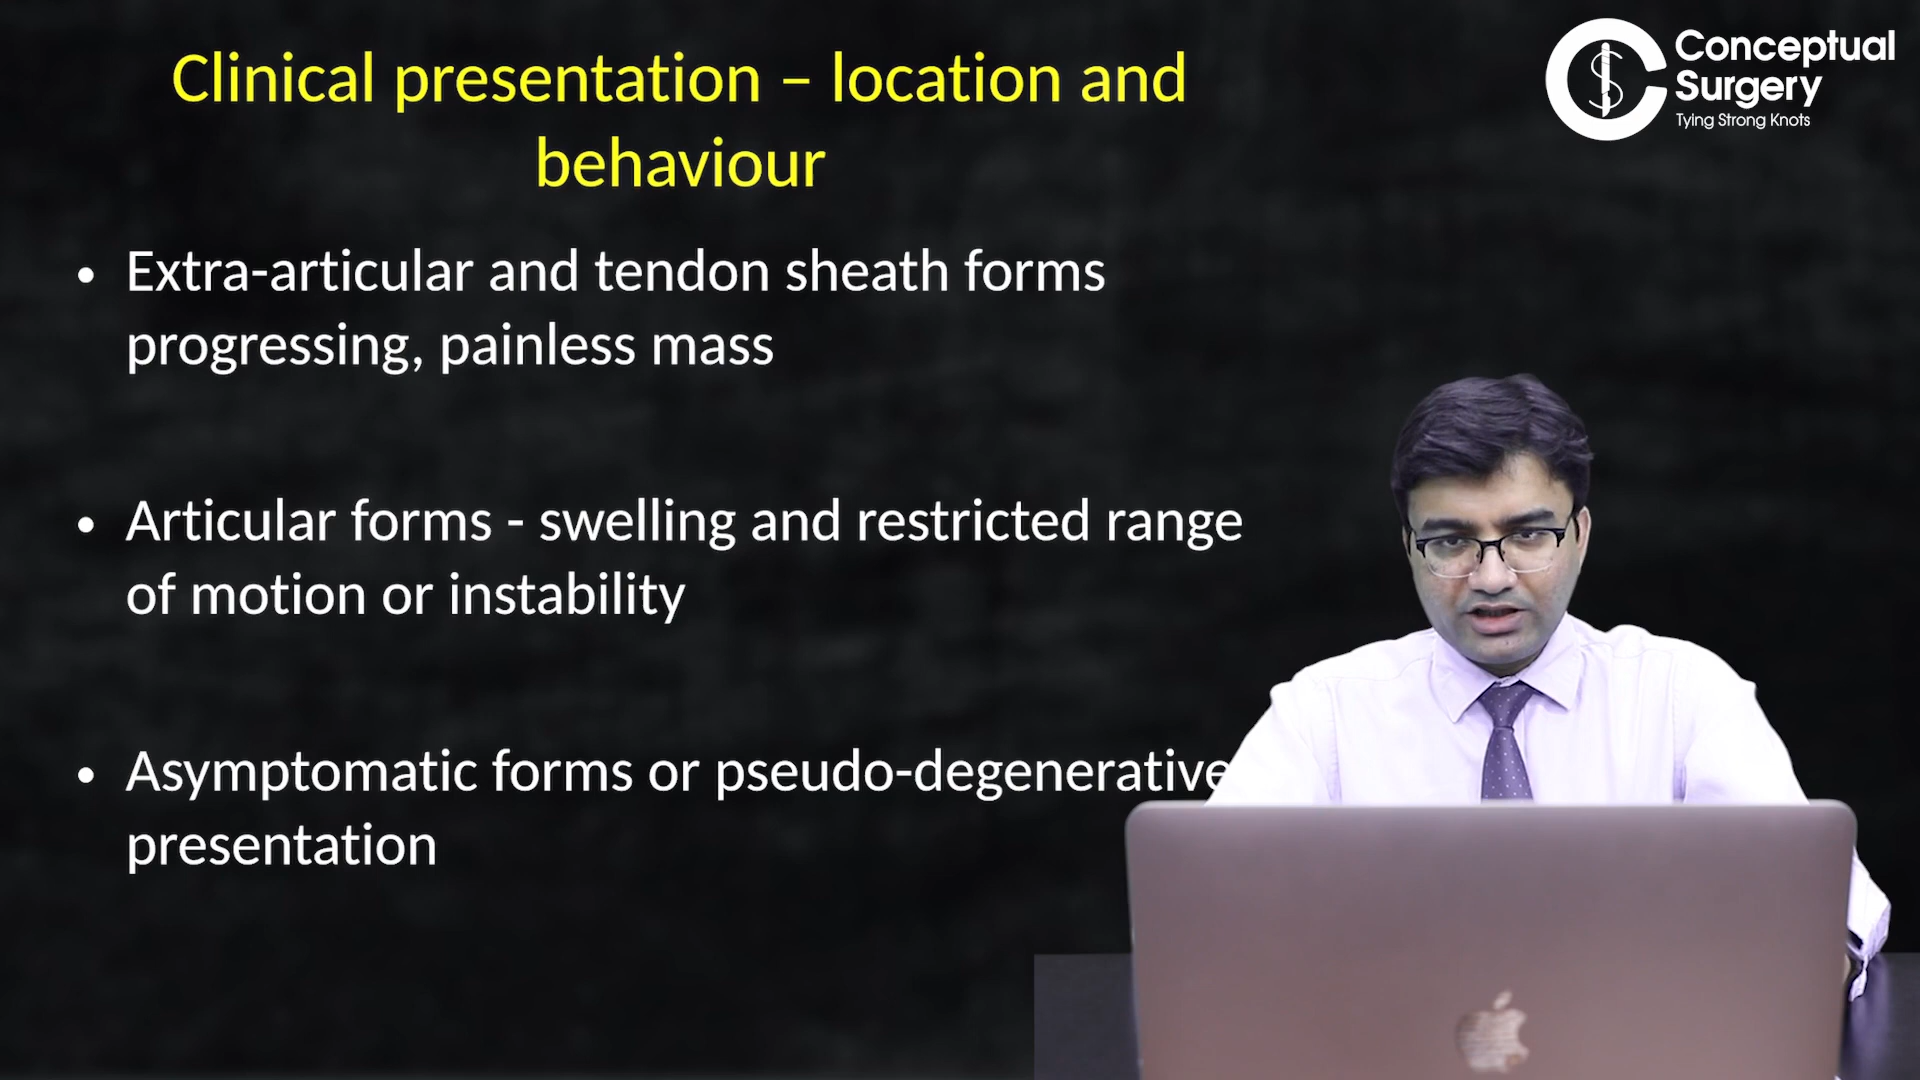 Clinical presentation – location and
behaviour
Conceptual
Surgery
Tying Strong Knots
• Extra-articular and tendon sheath forms
progressing, painless mass
• Articular forms - swelling and restricted range
of motion or instability
• Asymptomatic forms or pseudo-degenerative
presentation